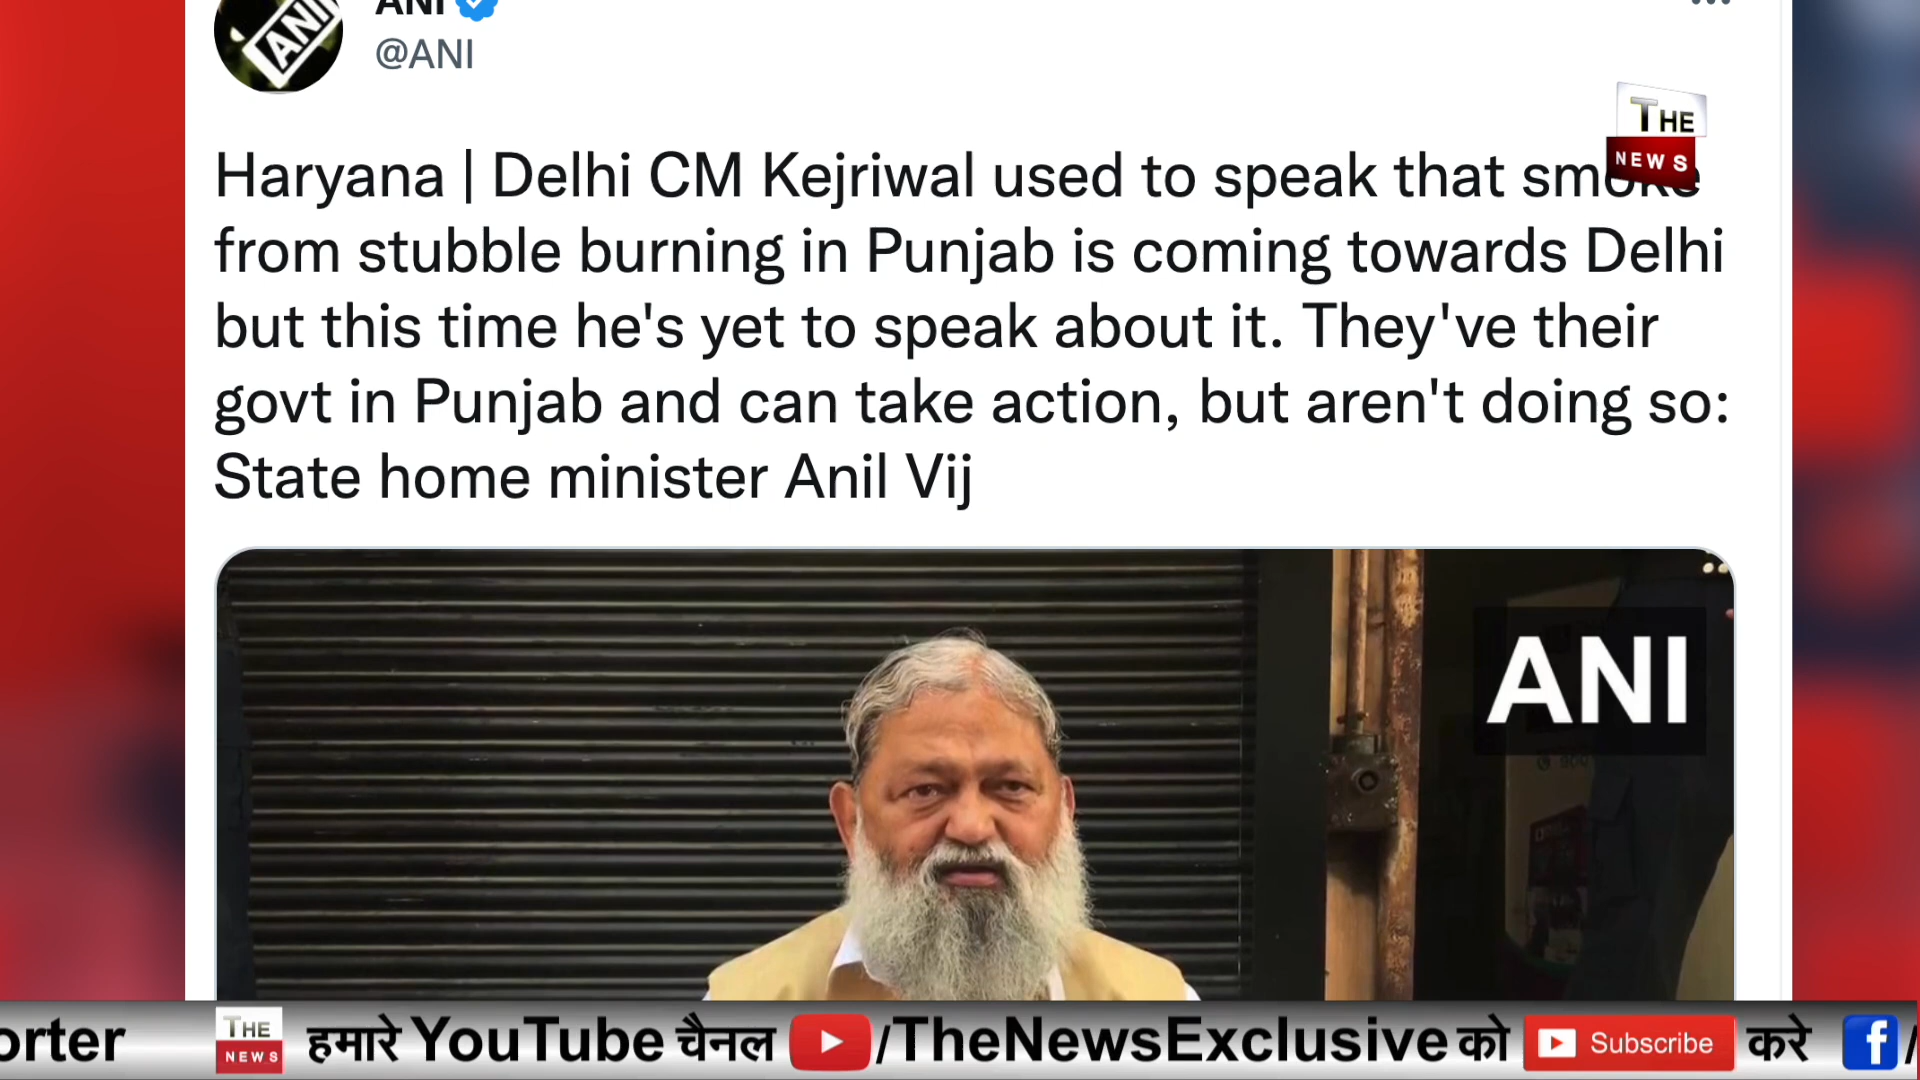 ANI
@ANI
ANI
THE
NEWS
Haryana | Delhi CM Kejriwal used to speak that smoke
from stubble burning in Punjab is coming towards Delhi
but this time he's yet to speak about it. They've their
govt in Punjab and can take action, but aren't doing so:
State home minister Anil Vij
ANI
orter THE NEWS हमारे YouTube चैनल /TheNewsExclusive को Subscribe करे f /